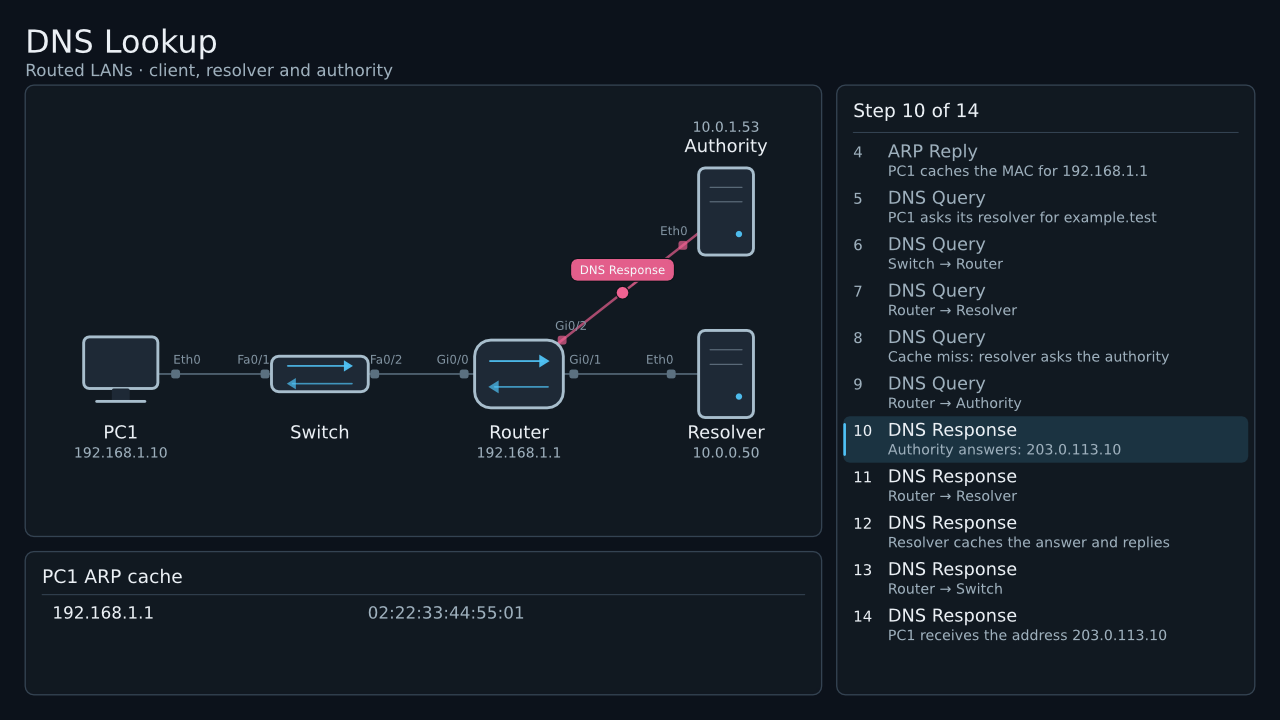 DNS Lookup
Routed LANs · client, resolver and authority
10.0.1.53
Authority
Eth0
DNS Response
Gi0/2
Eth0
Fa0/1
Fa0/2
Gi0/0
Gi0/1
Eth0
PC1
192.168.1.10
Switch
Router
192.168.1.1
Resolver
10.0.0.50
PC1 ARP cache
192.168.1.1 02:22:33:44:55:01
Step 10 of 14
4 ARP Reply
PC1 caches the MAC for 192.168.1.1
5 DNS Query
PC1 asks its resolver for example.test
6 DNS Query
Switch → Router
7 DNS Query
Router → Resolver
8 DNS Query
Cache miss: resolver asks the authority
9 DNS Query
Router → Authority
10 DNS Response
Authority answers: 203.0.113.10
11 DNS Response
Router → Resolver
12 DNS Response
Resolver caches the answer and replies
13 DNS Response
Router → Switch
14 DNS Response
PC1 receives the address 203.0.113.10